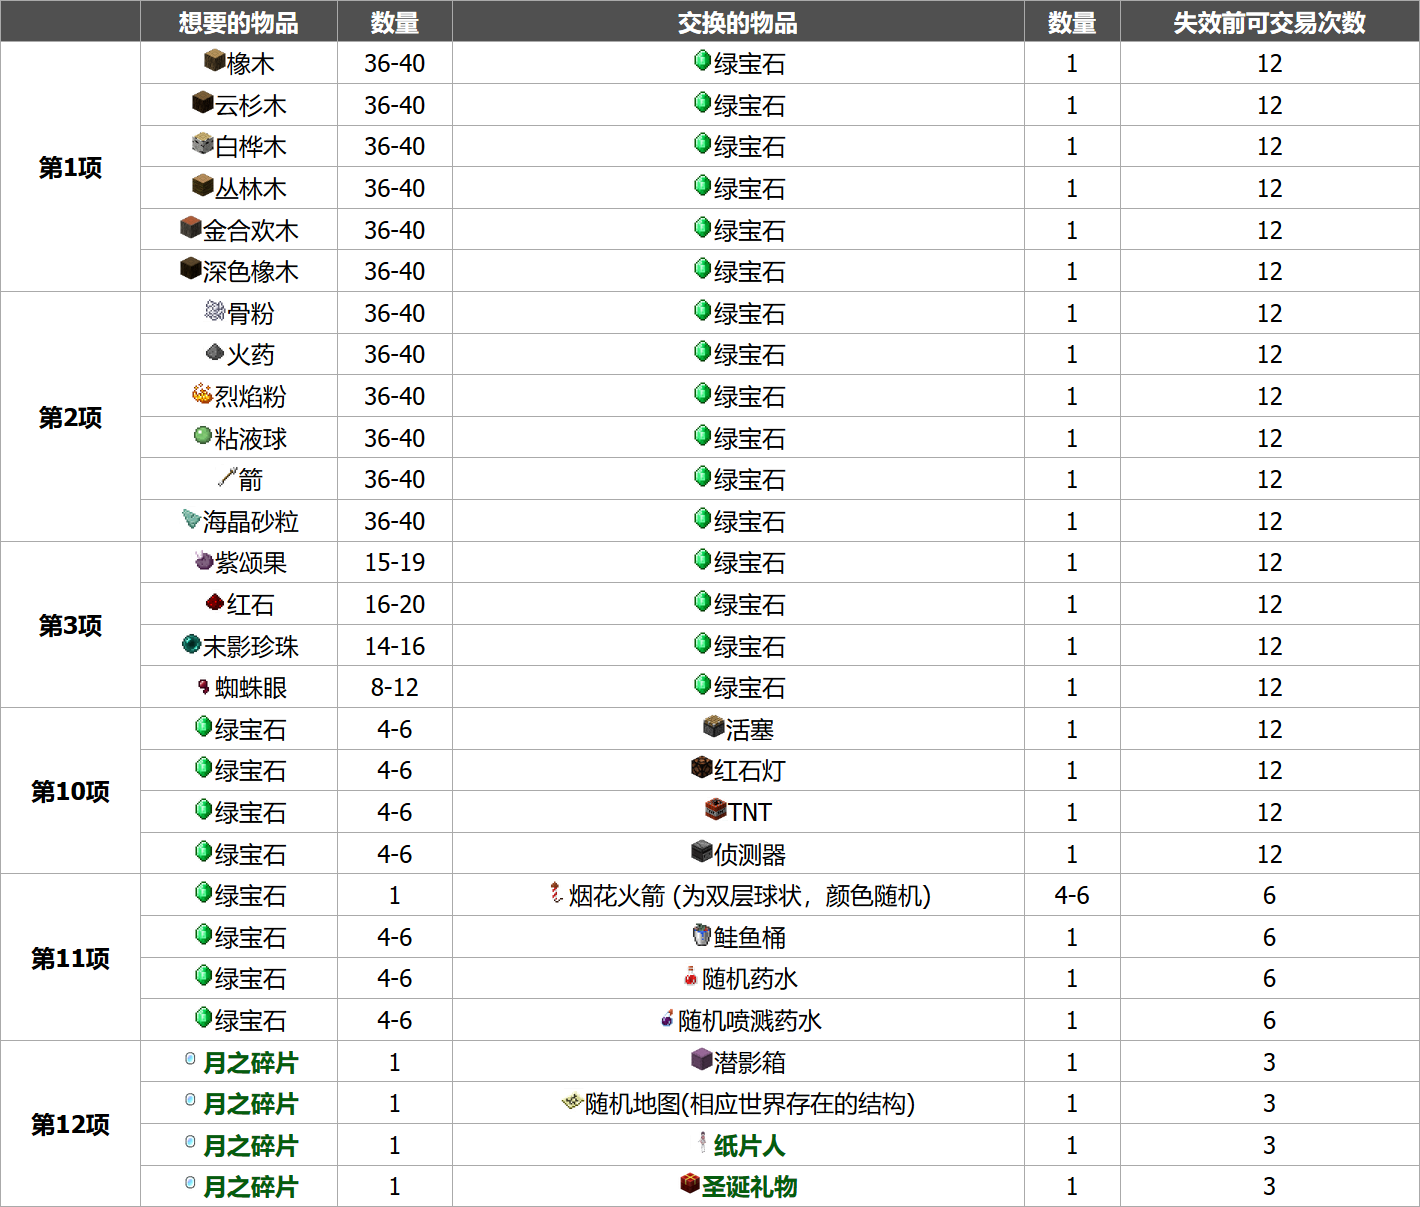 想要的物品 数量 交换的物品 数量 失效前可交易次数
第1项 橡木 36-40 绿宝石 1 12
云杉木 36-40 绿宝石 1 12
白桦木 36-40 绿宝石 1 12
丛林木 36-40 绿宝石 1 12
金合欢木 36-40 绿宝石 1 12
深色橡木 36-40 绿宝石 1 12
第2项 骨粉 36-40 绿宝石 1 12
火药 36-40 绿宝石 1 12
烈焰粉 36-40 绿宝石 1 12
粘液球 36-40 绿宝石 1 12
箭 36-40 绿宝石 1 12
海晶砂粒 36-40 绿宝石 1 12
第3项 紫颂果 15-19 绿宝石 1 12
红石 16-20 绿宝石 1 12
末影珍珠 14-16 绿宝石 1 12
蜘蛛眼 8-12 绿宝石 1 12
第10项 绿宝石 4-6 活塞 1 12
绿宝石 4-6 红石灯 1 12
绿宝石 4-6 TNT 1 12
绿宝石 4-6 侦测器 1 12
第11项 绿宝石 1 烟花火箭 (为双层球状，颜色随机) 4-6 6
绿宝石 4-6 鲑鱼桶 1 6
绿宝石 4-6 随机药水 1 6
绿宝石 4-6 随机喷溅药水 1 6
第12项 月之碎片 1 潜影箱 1 3
月之碎片 1 随机地图(相应世界存在的结构) 1 3
月之碎片 1 纸片人 1 3
月之碎片 1 圣诞礼物 1 3